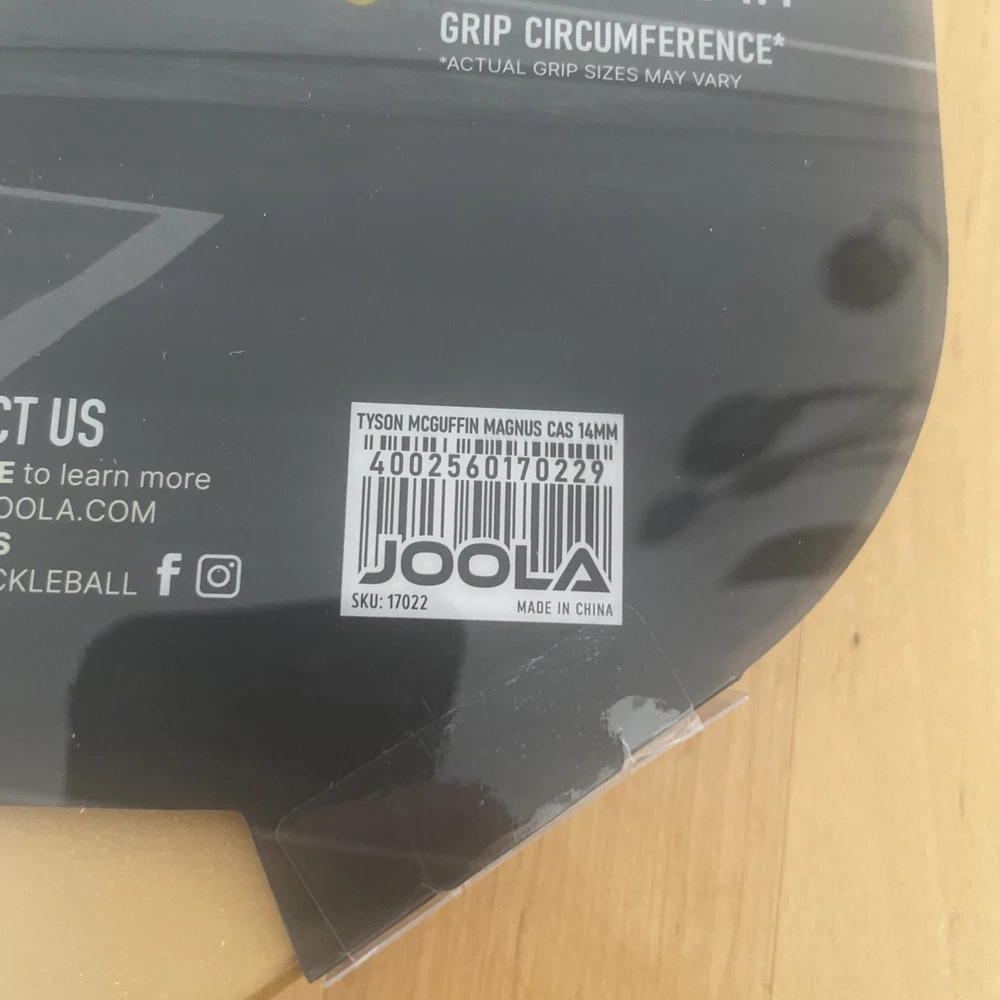 GRIP CIRCUMFERENCE*
*ACTUAL GRIP SIZES MAY VARY
CT US
E to learn more
OOLA.COM
S
CKLEBALL
TYSON MCGUFFIN MAGNUS CAS 14MM
4002560170229
JOOLA
SKU: 17022
MADE IN CHINA